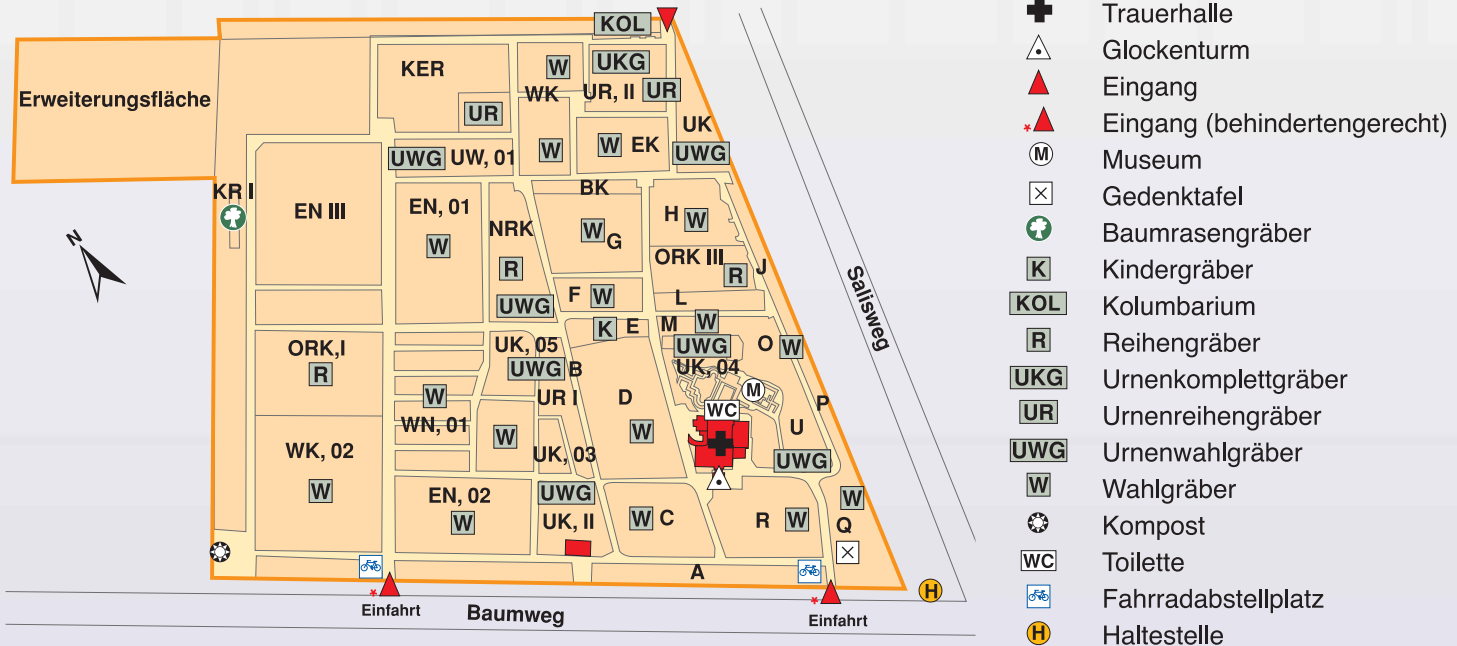 KOL
UKG
W
KER
WK
UR, II
UR
UR
Erweiterungsfläche
UK
W
EK
W
UWG
UWG
UW, 01
KR I
BK
EN III
EN, 01
H
W
W
NRK
W
G
ORK III
N
R
R
J
F
W
L
UWG
Salisweg
K
E
M
W
UWG
O
W
ORK,I
UK, 05
UWG
B
UK, 04
R
M
W
UR I
D
WC
P
WN, 01
W
W
U
WK, 02
UK, 03
UWG
W
EN, 02
UWG
W
W
UK, II
W
C
R
W
Q
A
H
Einfahrt
Baumweg
Einfahrt
Trauerhalle
Glockenturm
Eingang
* Eingang (behindertengerecht)
M Museum
Gedenktafel
Baumrasengräber
K Kindergräber
KOL Kolumbarium
R Reihengräber
UKG Urnenkomplettgräber
UR Urnenreihengräber
UWG Urnenwahlgräber
W Wahlgräber
Kompost
WC Toilette
Fahrradabstellplatz
H Haltestelle